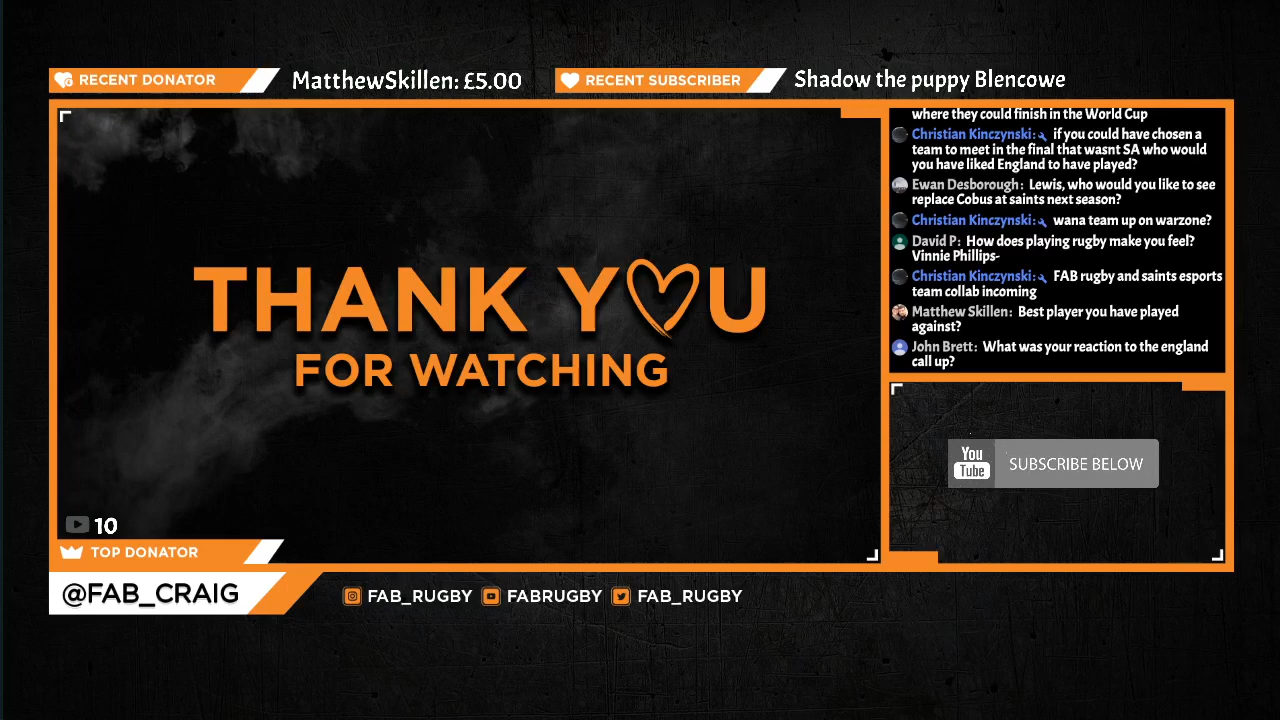 RECENT DONATOR
MatthewSkillen: £5.00
RECENT SUBSCRIBER
Shadow the puppy Blencowe
THANK YOU
FOR WATCHING
10
TOP DONATOR
@FAB_CRAIG
FAB_RUGBY
FABRUGBY
FAB_RUGBY
where they could finish in the World Cup
Christian Kinczynski: if you could have chosen a
team to meet in the final that wasnt SA who would
you have liked England to have played?
Ewan Desborough: Lewis, who would you like to see
replace Cobus at saints next season?
Christian Kinczynski: wana team up on warzone?
David P: How does playing rugby make you feel?
Vinnie Phillips-
Christian Kinczynski: FAB rugby and saints esports
team collab incoming
Matthew Skillen: Best player you have played
against?
John Brett: What was your reaction to the england
call up?
You
Tube
SUBSCRIBE BELOW